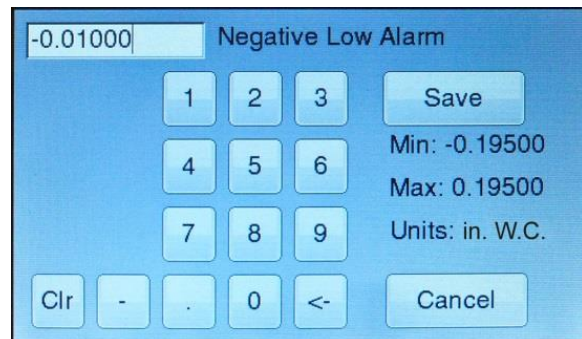 -0.01000 Negative Low Alarm
1 2 3 Save
Min: -0.19500
4 5 6
Max: 0.19500
7 8 9 Units: in. W.C.
Clr - . 0 <- Cancel